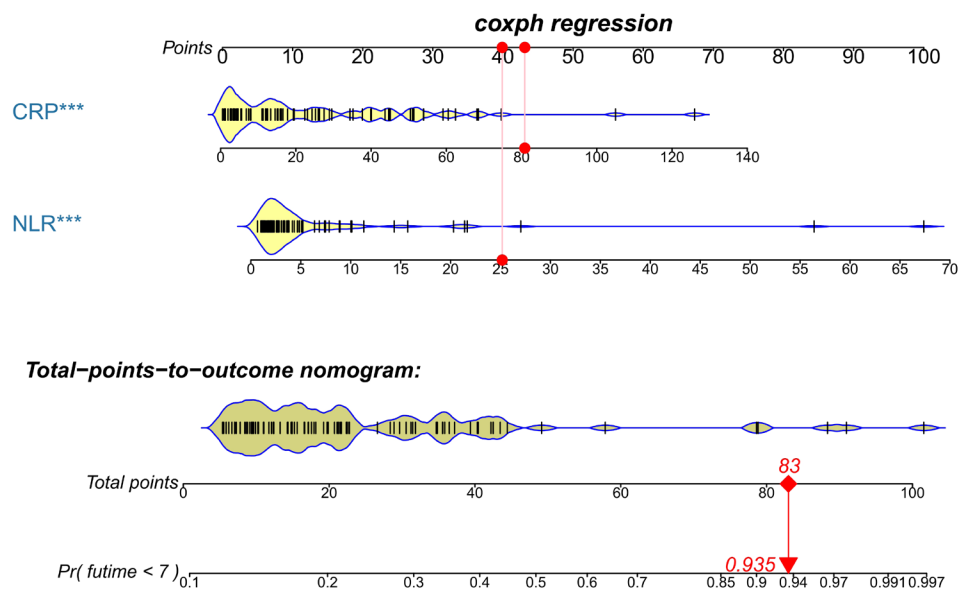 coxph regression
Points
0 10 20 30 40 50 60 70 80 90 100
CRP***
0 20 40 60 80 100 120 140
NLR***
0 5 10 15 20 25 30 35 40 45 50 55 60 65 70
Total−points−to−outcome nomogram:
83
Total points
0 20 40 60 80 100
0.935
Pr( futime < 7 )
0.1 0.2 0.3 0.4 0.5 0.6 0.7 0.85 0.9 0.94 0.97 0.991 0.997